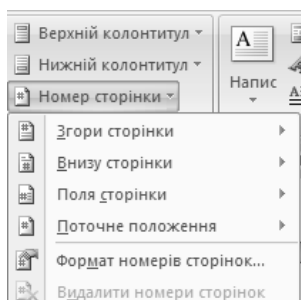 Верхній колонтитул
Нижній колонтитул
Номер сторінки
A
Напис
A
Згори сторінки
Внизу сторінки
Поля сторінки
Поточне положення
Формат номерів сторінок...
Видалити номери сторінок